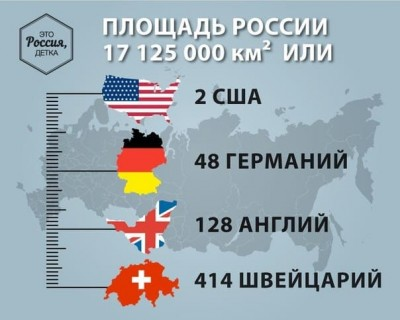 ЭТО
Россия,
ДЕТКА
ПЛОЩАДЬ РОССИИ
17 125 000 км² ИЛИ
2 США
48 ГЕРМАНИЙ
128 АНГЛИЙ
414 ШВЕЙЦАРИЙ